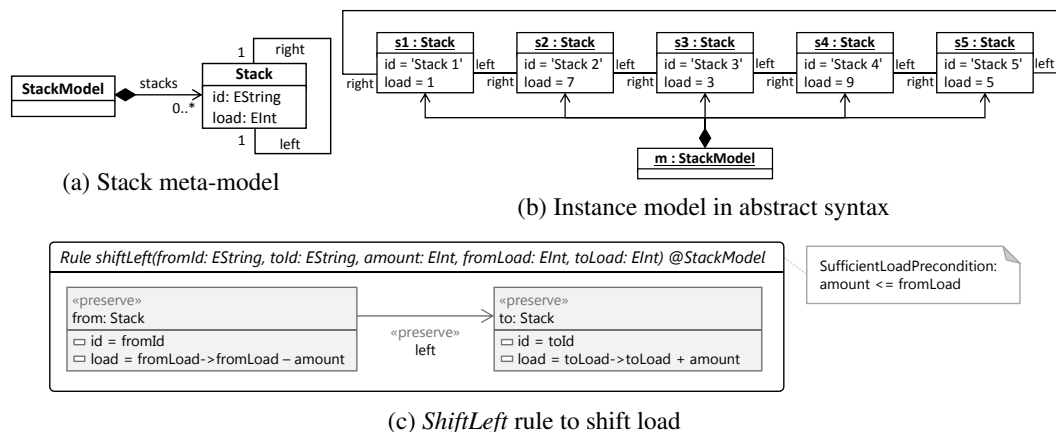 1
right
StackModel
stacks
0..*
Stack
id: EString
load: EInt
1
left
(a) Stack meta-model
s1 : Stack
id = 'Stack 1'
load = 1
right
left
s2 : Stack
id = 'Stack 2'
load = 7
right
left
s3 : Stack
id = 'Stack 3'
load = 3
right
left
s4 : Stack
id = 'Stack 4'
load = 9
right
left
s5 : Stack
id = 'Stack 5'
load = 5
right
left
m : StackModel
(b) Instance model in abstract syntax
Rule shiftLeft(fromId: EString, toId: EString, amount: EInt, fromLoad: EInt, toLoad: EInt) @StackModel
«preserve»
from: Stack
id = fromId
load = fromLoad->fromLoad – amount
«preserve»
left
«preserve»
to: Stack
id = toId
load = toLoad->toLoad + amount
SufficientLoadPrecondition:
amount <= fromLoad
(c) ShiftLeft rule to shift load